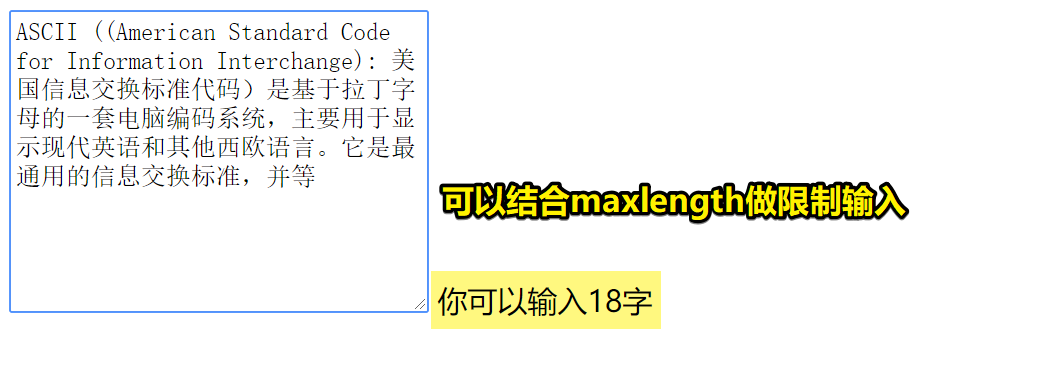 ASCII ((American Standard Code
for Information Interchange): 美
国信息交换标准代码）是基于拉丁字
母的一套电脑编码系统，主要用于显
示现代英语和其他西欧语言。它是最
通用的信息交换标准，并等
可以结合maxlength做限制输入
你可以输入18字